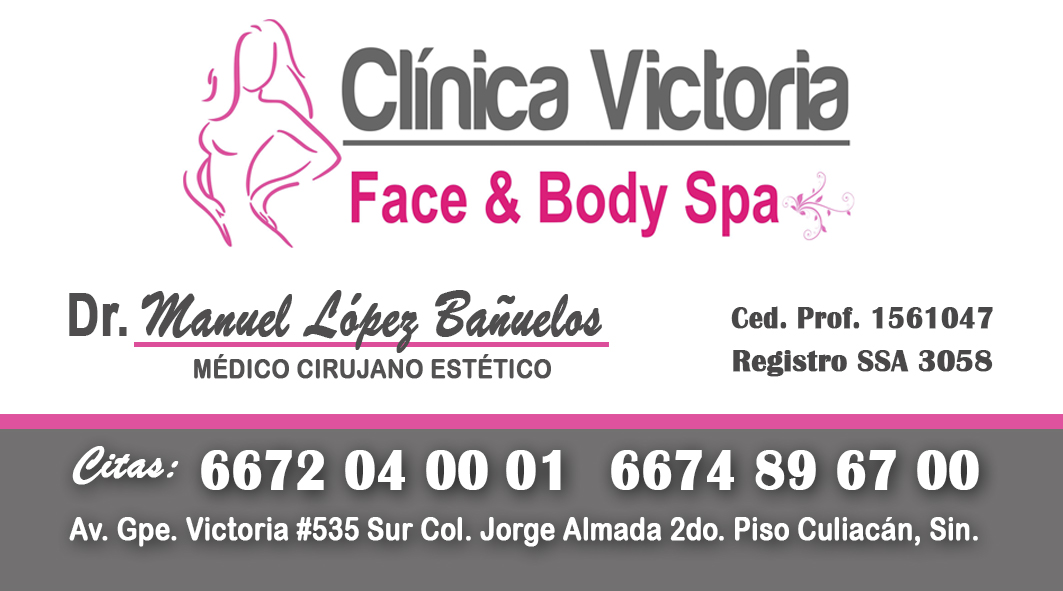 Clínica Victoria
Face & Body Spa
Dr. Manuel López Bañuelos
MÉDICO CIRUJANO ESTÉTICO
Ced. Prof. 1561047
Registro SSA 3058
Citas: 6672 04 00 01 6674 89 67 00
Av. Gpe. Victoria #535 Sur Col. Jorge Almada 2do. Piso Culiacán, Sin.